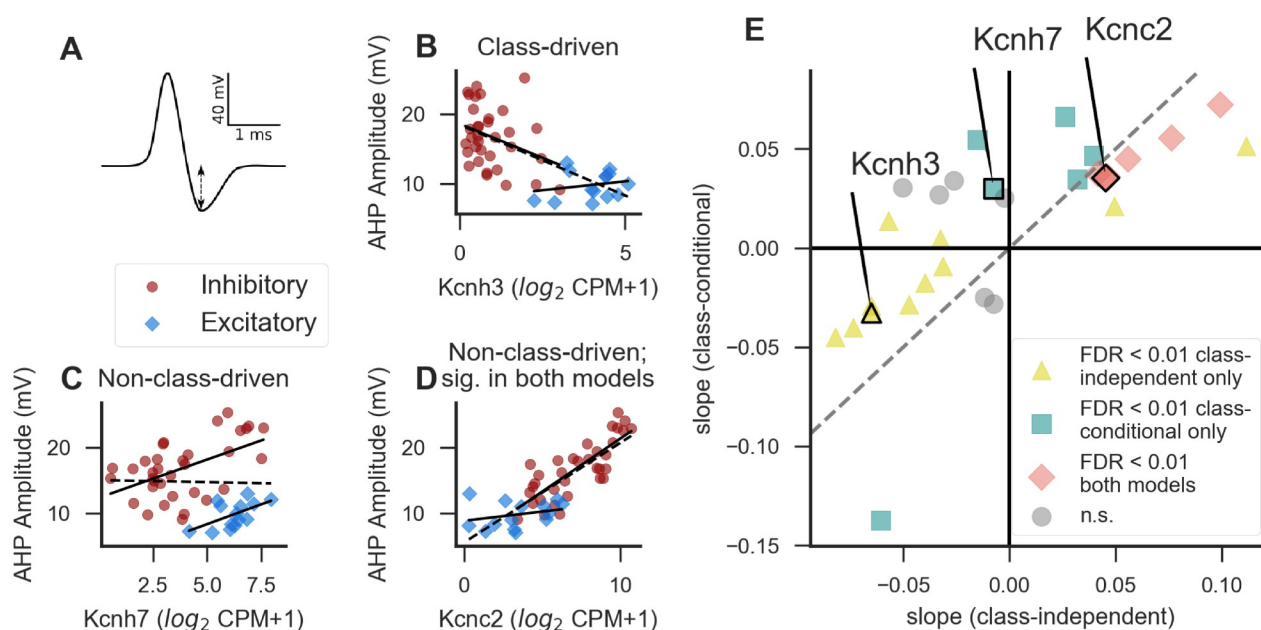 A
40 mV
1 ms
Inhibitory
Excitatory
B
Class-driven
AHP Amplitude (mV)
20
10
0
5
Kcnh3 (log2 CPM+1)
C
Non-class-driven
AHP Amplitude (mV)
20
10
2.5
5.0
7.5
Kcnh7 (log2 CPM+1)
D
Non-class-driven;
sig. in both models
AHP Amplitude (mV)
20
10
0
10
Kcnc2 (log2 CPM+1)
E
Kcnh7
Kcnc2
Kcnh3
slope (class-conditional)
0.05
0.00
−0.05
−0.10
−0.15
−0.05
0.00
0.05
0.10
slope (class-independent)
FDR < 0.01 class-
independent only
FDR < 0.01 class-
conditional only
FDR < 0.01
both models
n.s.